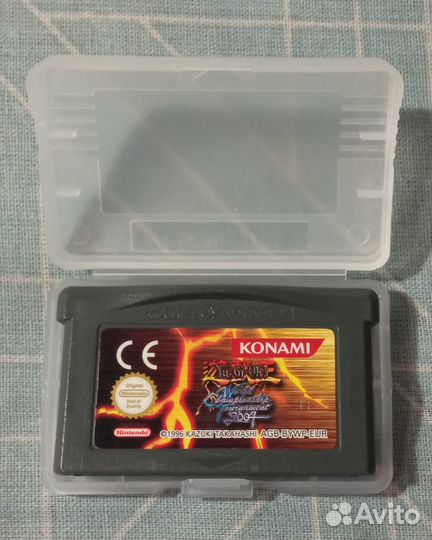 GAME BOY ADVANCE
CE
KONAMI
Yu-Gi-Oh!
World
Championship
Tournament
2004
Original
Nintendo
Seal of
Quality
Nintendo
©1996 KAZUKI TAKAHASHI AGB-BYWP-EUR
Avito